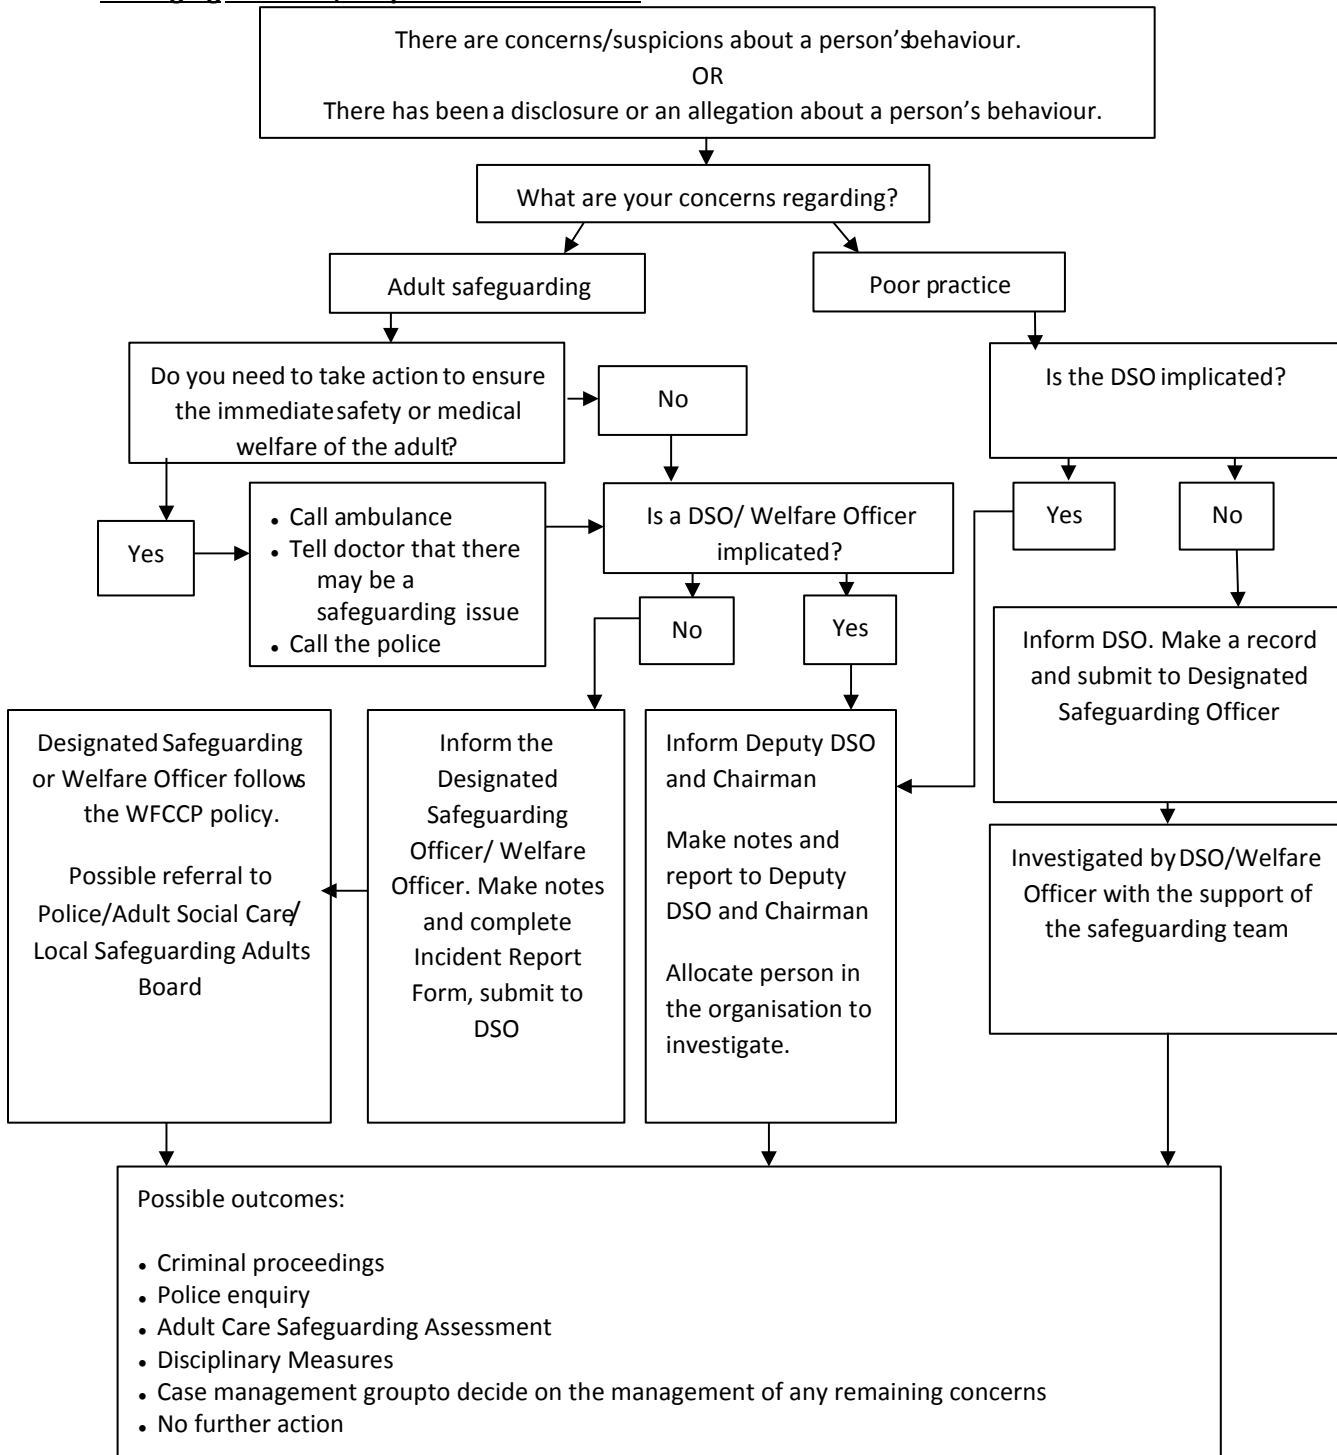 There are concerns/suspicions about a person's behaviour.
OR
There has been a disclosure or an allegation about a person's behaviour.
What are your concerns regarding?
Adult safeguarding
Poor practice
Do you need to take action to ensure
the immediate safety or medical
welfare of the adult?
No
Is the DSO implicated?
Yes
• Call ambulance
• Tell doctor that there
may be a
safeguarding issue
• Call the police
Is a DSO/ Welfare Officer
implicated?
Yes
No
No
Yes
Inform DSO. Make a record
and submit to Designated
Safeguarding Officer
Designated Safeguarding
or Welfare Officer follows
the WFCCP policy.
Possible referral to
Police/Adult Social Care/
Local Safeguarding Adults
Board
Inform the
Designated
Safeguarding
Officer/ Welfare
Officer. Make notes
and complete
Incident Report
Form, submit to
DSO
Inform Deputy DSO
and Chairman
Make notes and
report to Deputy
DSO and Chairman
Allocate person in
the organisation to
investigate.
Investigated by DSO/Welfare
Officer with the support of
the safeguarding team
Possible outcomes:
• Criminal proceedings
• Police enquiry
• Adult Care Safeguarding Assessment
• Disciplinary Measures
• Case management group to decide on the management of any remaining concerns
• No further action